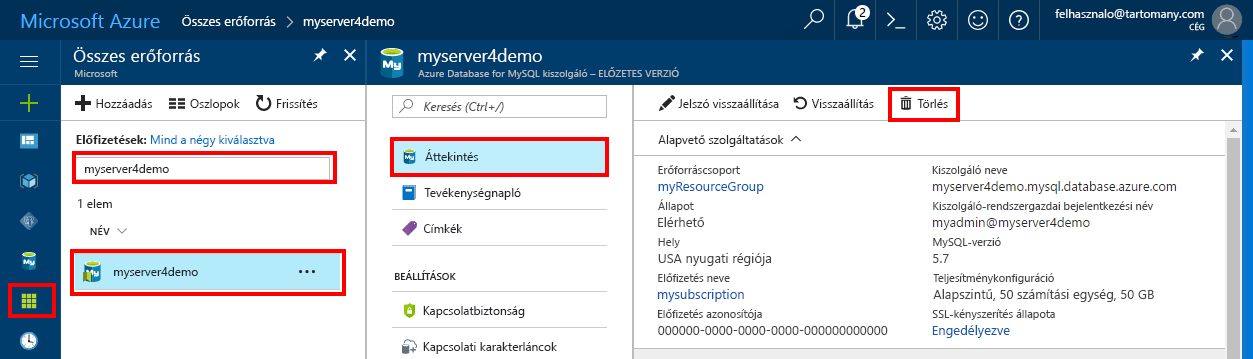 Microsoft Azure Összes erőforrás > myserver4demo
2
felhasznalo@tartomany.com
CÉG
Összes erőforrás
Microsoft
Hozzáadás Oszlopok Frissítés
Előfizetések: Mind a négy kiválasztva
myserver4demo
1 elem
NÉV
myserver4demo
myserver4demo
Azure Database for MySQL kiszolgáló – ELŐZETES VERZIÓ
Keresés (Ctrl+/)
Áttekintés
Tevékenységnapló
Címkék
BEÁLLÍTÁSOK
Kapcsolatbiztonság
Kapcsolati karakterláncok
Jelszó visszaállítása Visszaállítás Törlés
Alapvető szolgáltatások
Erőforráscsoport
myResourceGroup
Állapot
Elérhető
Hely
USA nyugati régiója
Előfizetés neve
mysubscription
Előfizetés azonosítója
000000-0000-0000-0000-000000000000
Kiszolgáló neve
myserver4demo.mysql.database.azure.com
Kiszolgáló-rendszergazdai bejelentkezési név
myadmin@myserver4demo
MySQL-verzió
5.7
Teljesítménykonfiguráció
Alapszintű, 50 számítási egység, 50 GB
SSL-kényszerítés állapota
Engedélyezve